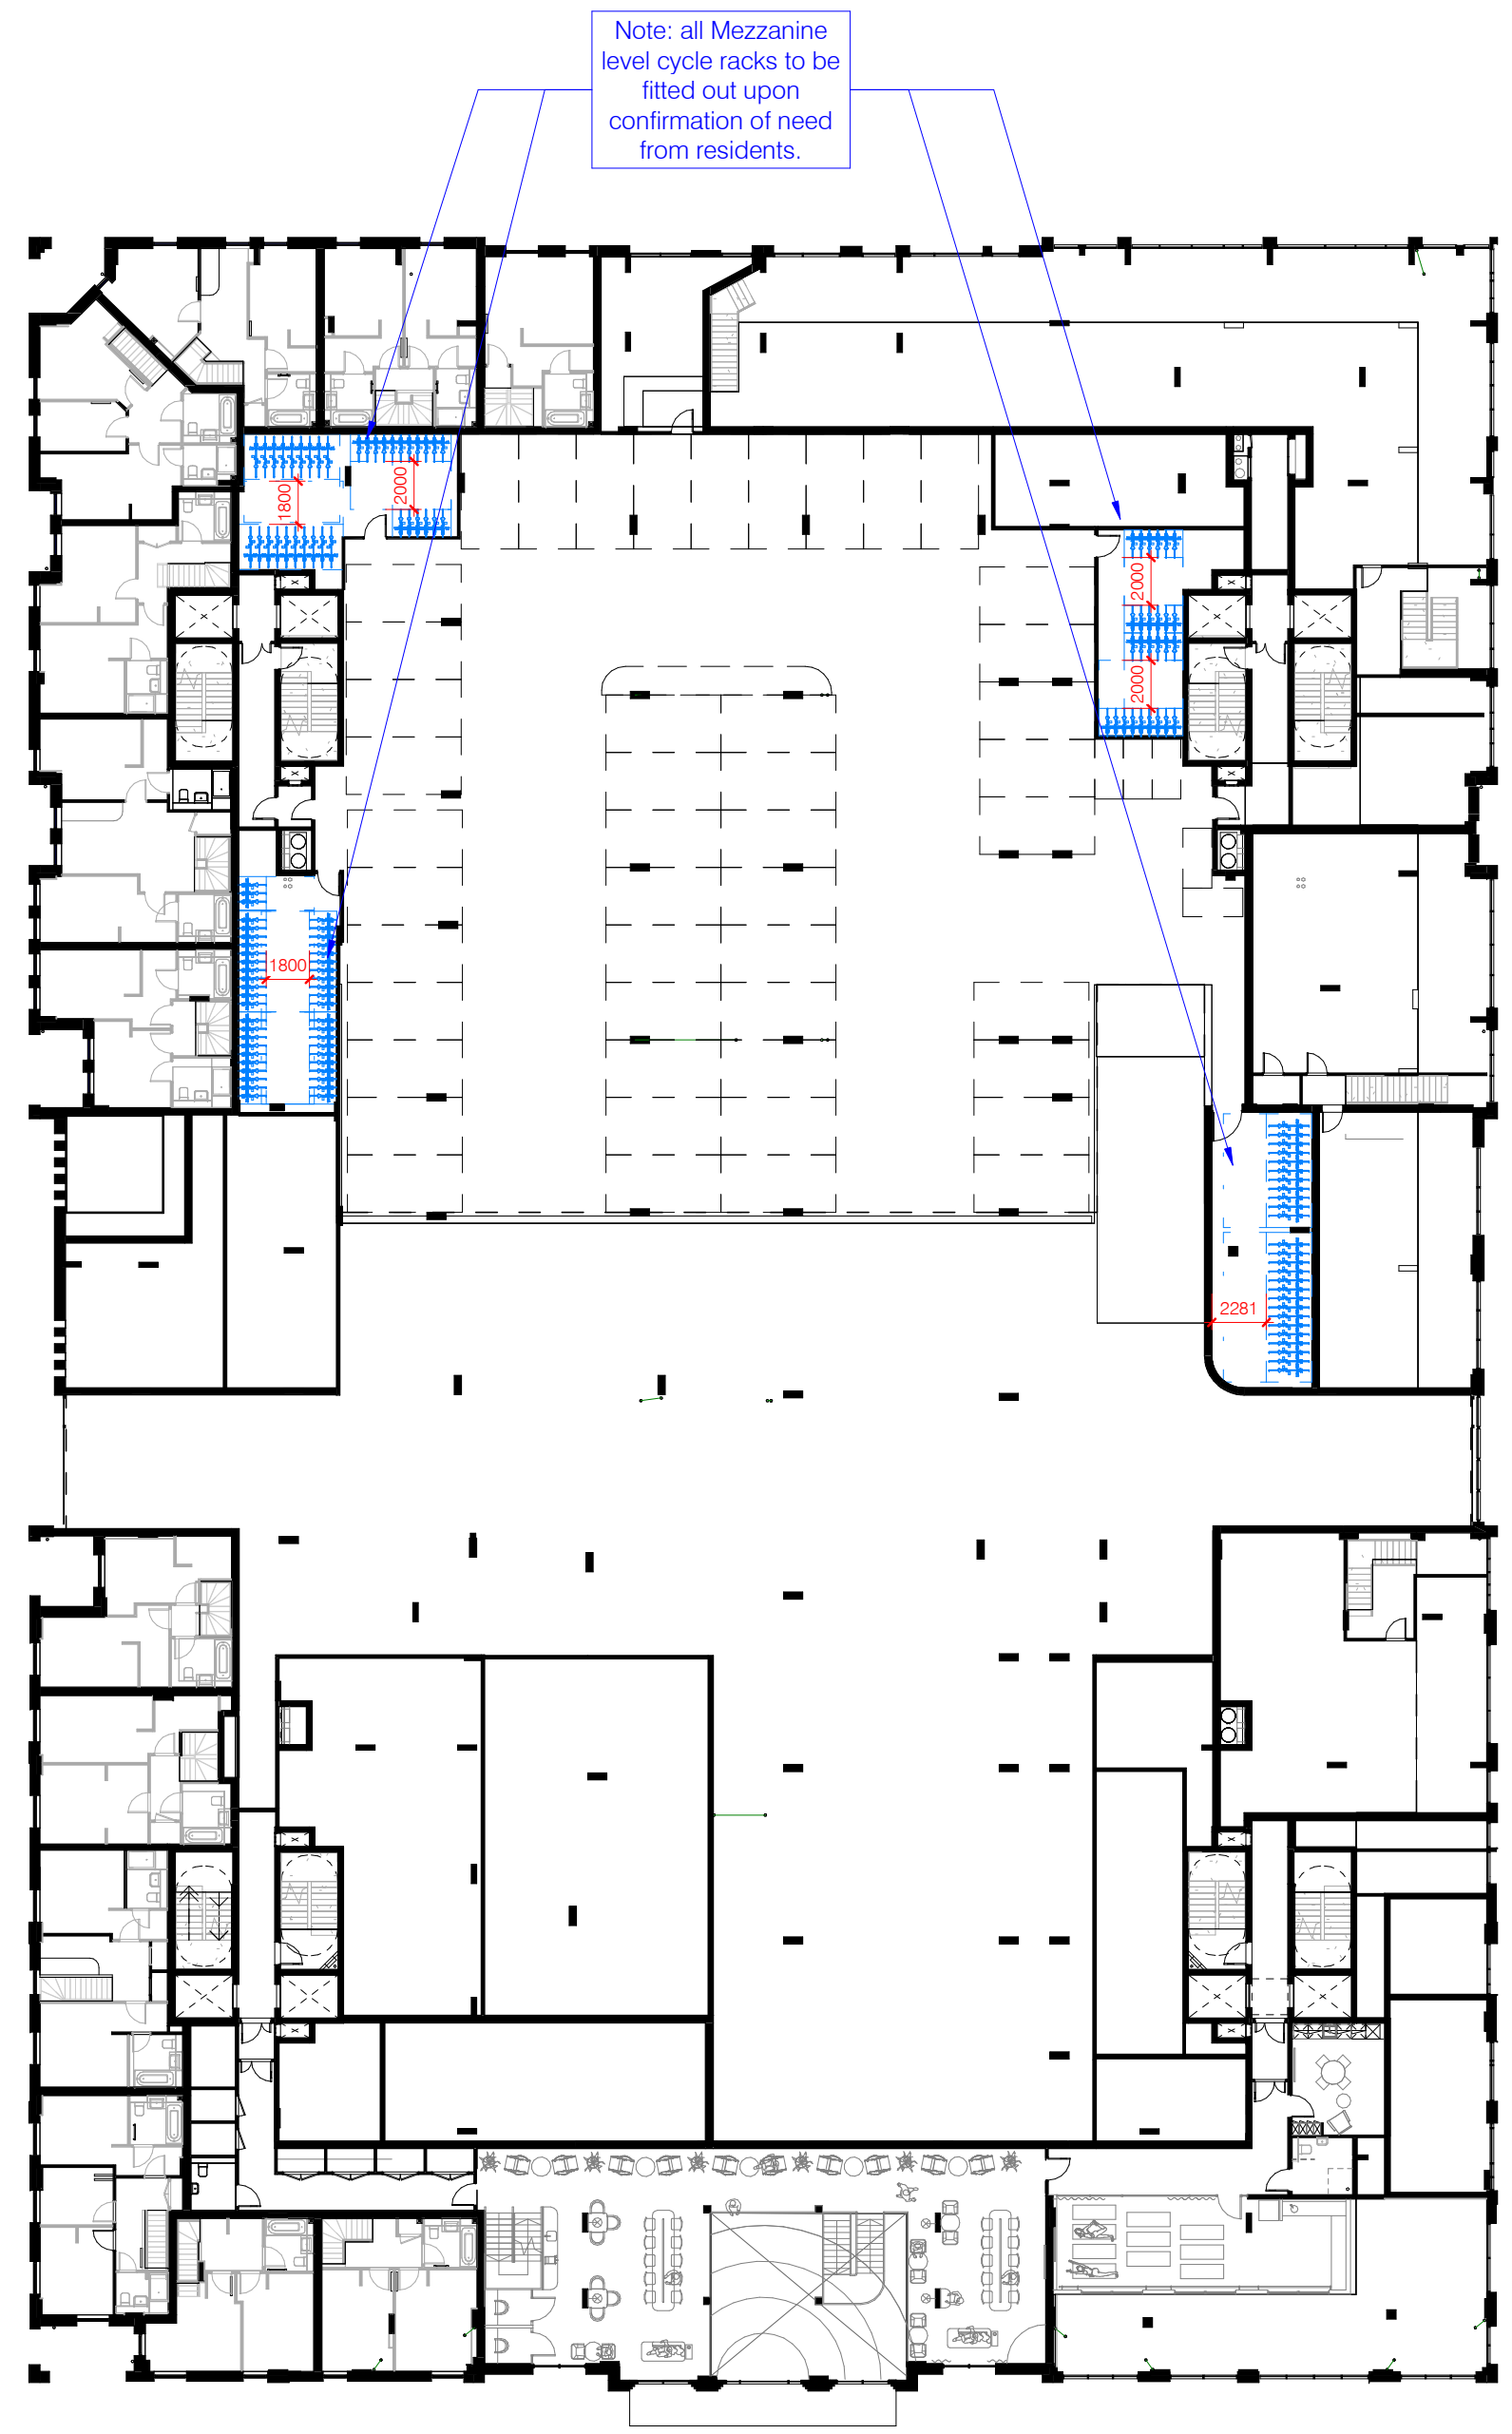 Note: all Mezzanine
level cycle racks to be
fitted out upon
confirmation of need
from residents.
1800
2000
2000
2000
1800
2281